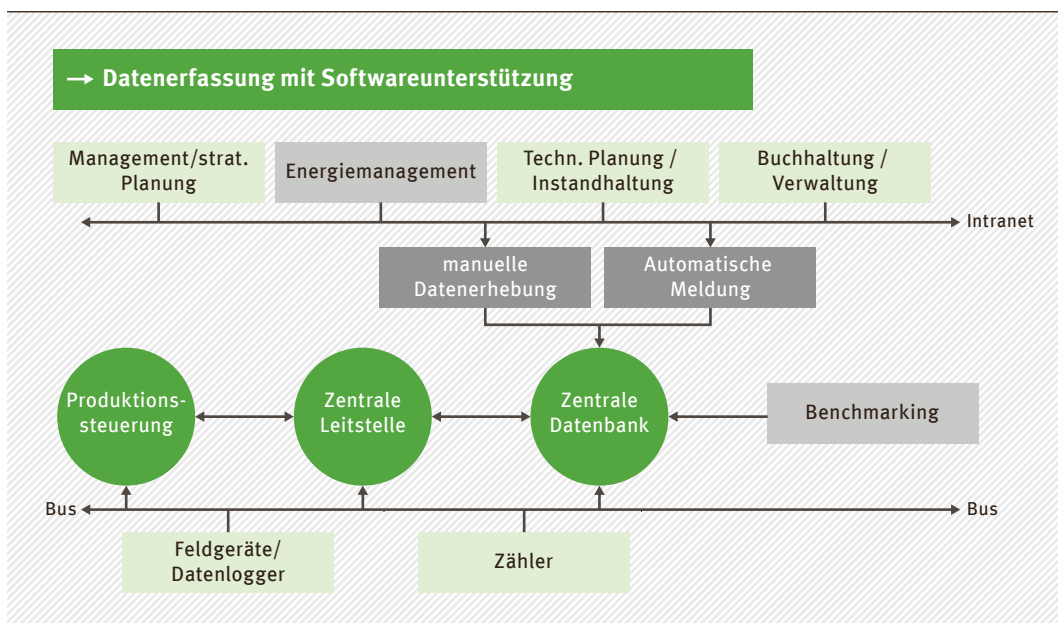 → Datenerfassung mit Softwareunterstützung
Management/strat.
Planung
Energiemanagement
Techn. Planung /
Instandhaltung
Buchhaltung /
Verwaltung
Intranet
manuelle
Datenerhebung
Automatische
Meldung
Produktions-
steuerung
Zentrale
Leitstelle
Zentrale
Datenbank
Benchmarking
Bus
Bus
Feldgeräte/
Datenlogger
Zähler